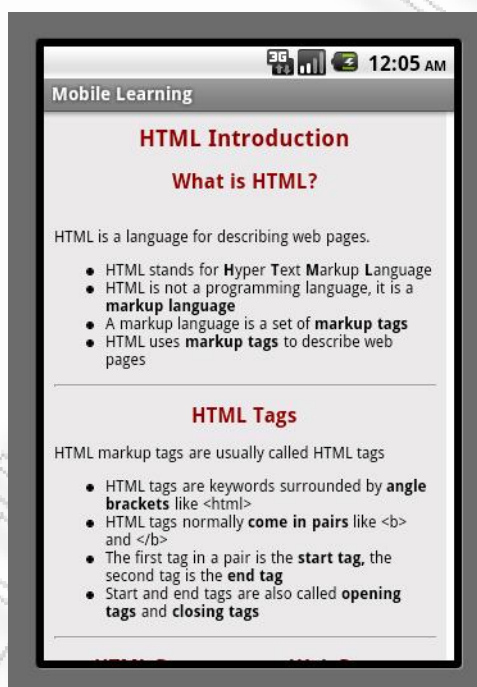 3G 12:05 AM
Mobile Learning
HTML Introduction
What is HTML?
HTML is a language for describing web pages.
● HTML stands for Hyper Text Markup Language
● HTML is not a programming language, it is a
markup language
● A markup language is a set of markup tags
● HTML uses markup tags to describe web
pages
HTML Tags
HTML markup tags are usually called HTML tags
● HTML tags are keywords surrounded by angle
brackets like <html>
● HTML tags normally come in pairs like <b>
and </b>
● The first tag in a pair is the start tag, the
second tag is the end tag
● Start and end tags are also called opening
tags and closing tags